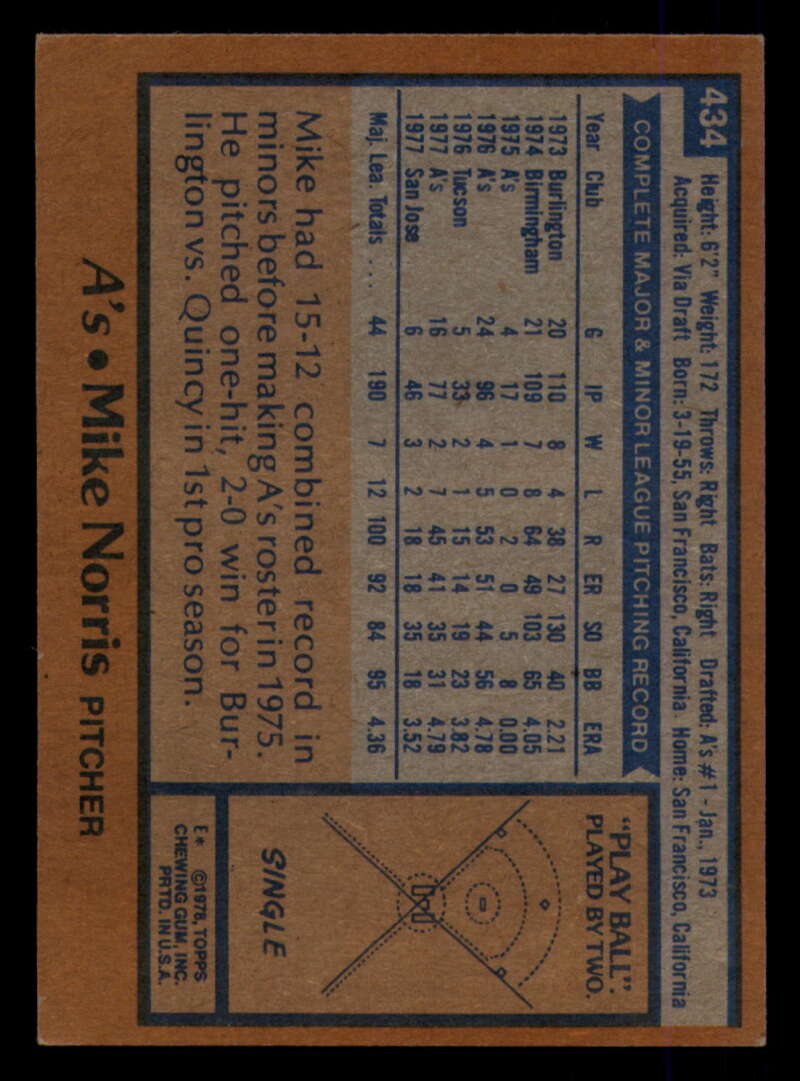 434
Height: 6'2" Weight: 172 Throws: Right Bats: Right Drafted: A's #1 - Jan., 1973
Acquired: Via Draft Born: 3-19-55, San Francisco, California Home: San Francisco, California
COMPLETE MAJOR & MINOR LEAGUE PITCHING RECORD
Year Club G IP W L R ER SO BB ERA
1973 Burlington 20 110 8 4 38 27 130 40 2.21
1974 Birmingham 21 109 7 8 64 49 103 65 4.05
1975 A's 4 17 1 0 2 0 5 8 0.00
1976 A's 24 96 4 5 53 51 44 56 4.78
1976 Tucson 5 33 2 1 15 14 19 23 3.82
1977 A's 16 77 2 7 45 41 35 31 4.79
1977 San Jose 6 46 3 2 18 18 35 18 3.52
Maj. Lea. Totals ... 44 190 7 12 100 92 84 95 4.36
Mike had 15-12 combined record in
minors before making A's roster in 1975.
He pitched one-hit, 2-0 win for Bur-
lington vs. Quincy in 1st pro season.
"PLAY BALL"
PLAYED BY TWO.
SINGLE
E* ©1978, TOPPS
CHEWING GUM, INC.
PRTD. IN U.S.A.
A's • Mike Norris PITCHER